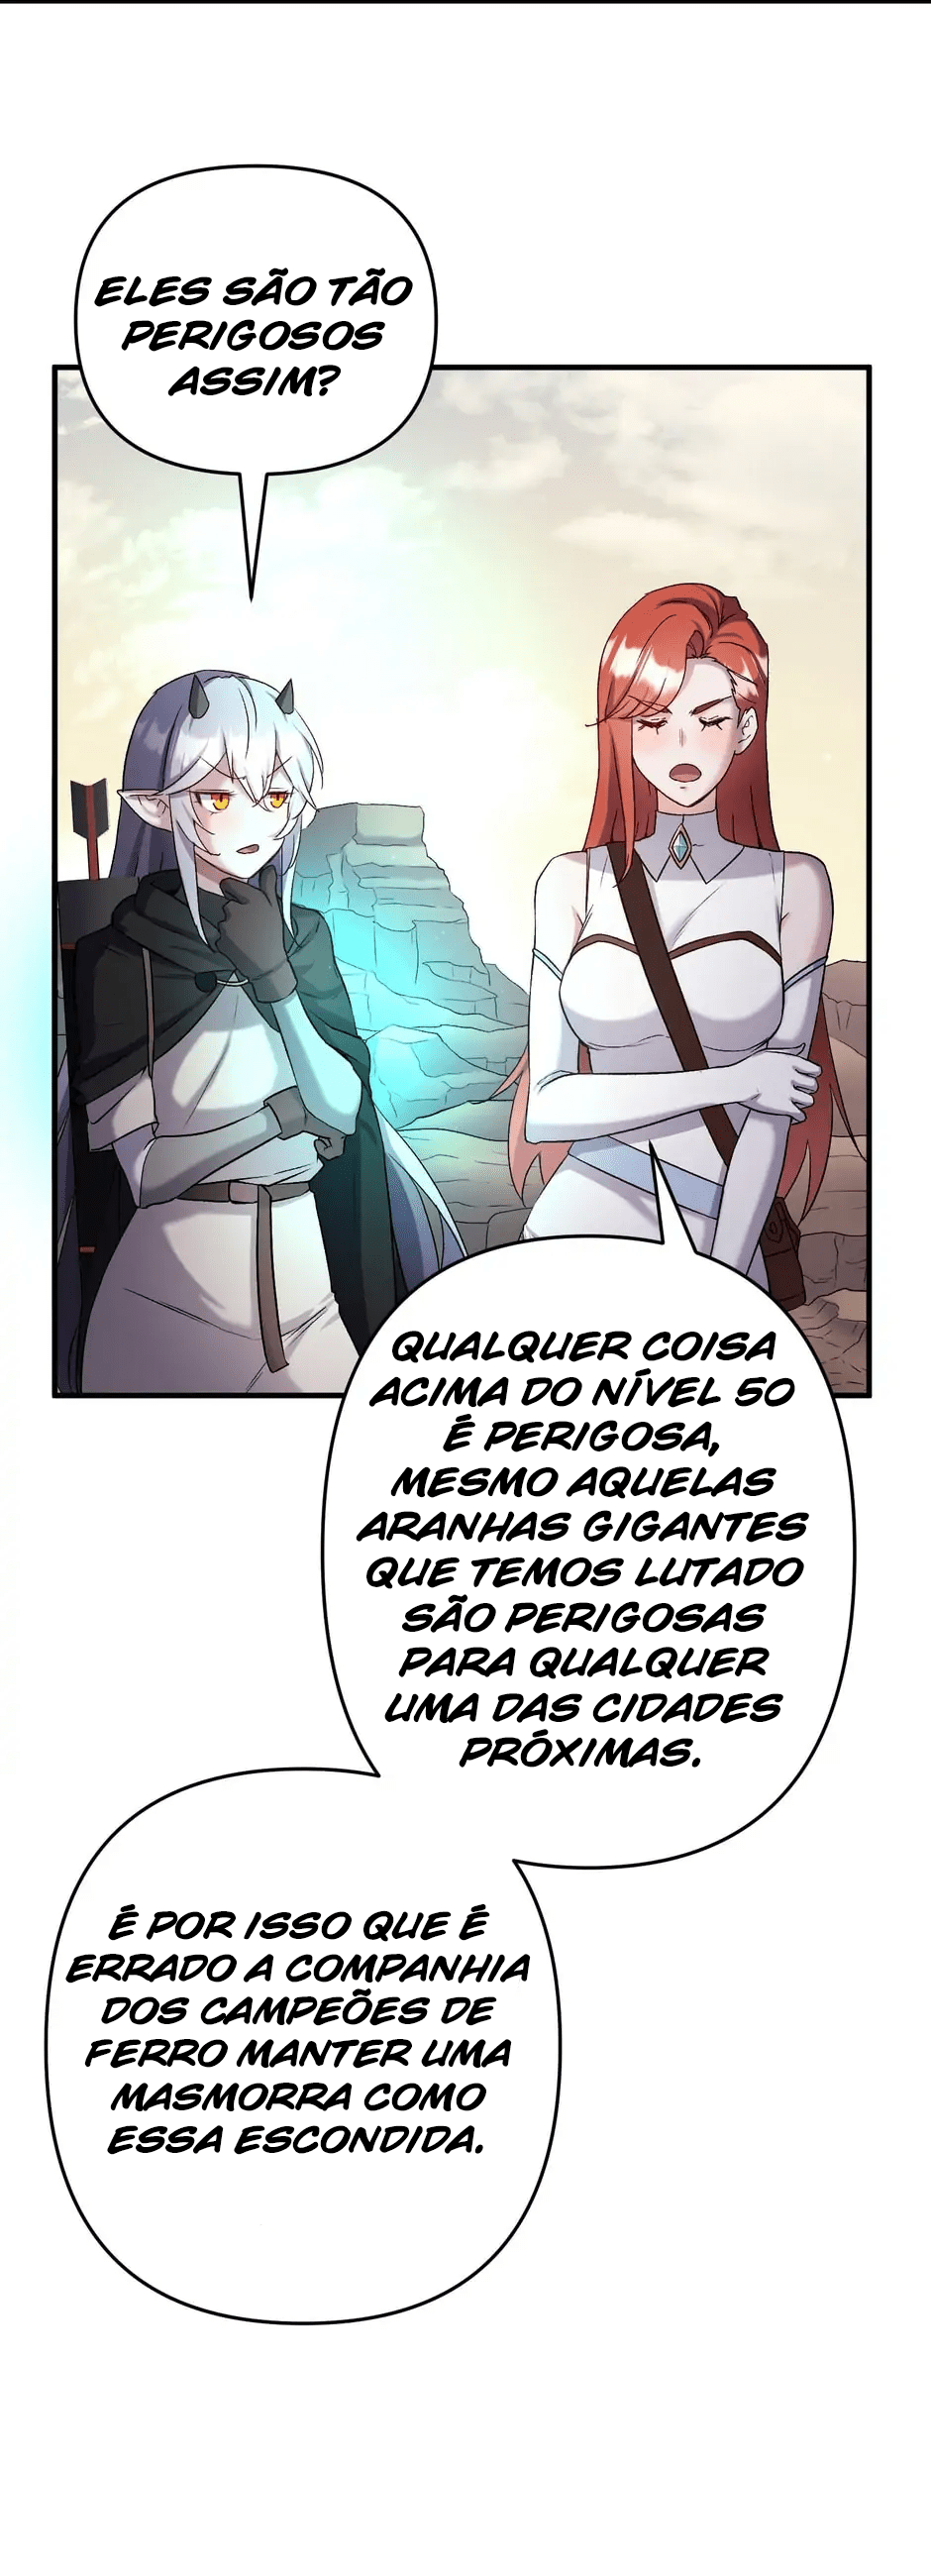 ELES SÃO TÃO
PERIGOSOS
ASSIM?
QUALQUER COISA
ACIMA DO NÍVEL 50
É PERIGOSA,
MESMO AQUELAS
ARANHAS GIGANTES
QUE TEMOS LUTADO
SÃO PERIGOSAS
PARA QUALQUER
UMA DAS CIDADES
PRÓXIMAS.
É POR ISSO QUE É
ERRADO A COMPANHIA
DOS CAMPEÕES DE
FERRO MANTER UMA
MASMORRA COMO
ESSA ESCONDIDA.